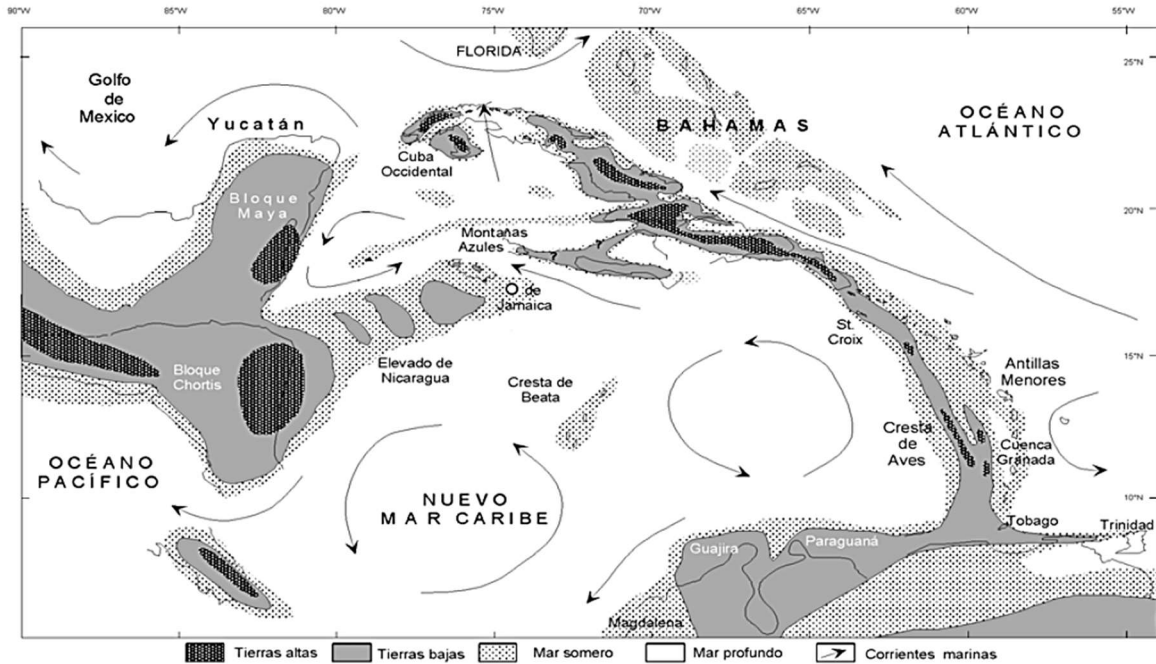 90°W
85°W
80°W
75°W
70°W
65°W
60°W
55°W
FLORIDA
25°N
Golfo
de
Mexico
Yucatán
BAHAMAS
OCÉANO
ATLÁNTICO
Cuba
Occidental
Bloque
Maya
20°N
Montañas
Azules
O de
Jamaica
St.
Croix
Bloque
Chortis
Elevado de
Nicaragua
15°N
Cresta de
Beata
Antillas
Menores
Cresta
de
Aves
Cuenca
Granada
OCÉANO
PACÍFICO
NUEVO
MAR CARIBE
10°N
Tobago
Trinidad
Guajira
Paraguaná
Magdalena
Tierras altas
Tierras bajas
Mar somero
Mar profundo
Corrientes marinas